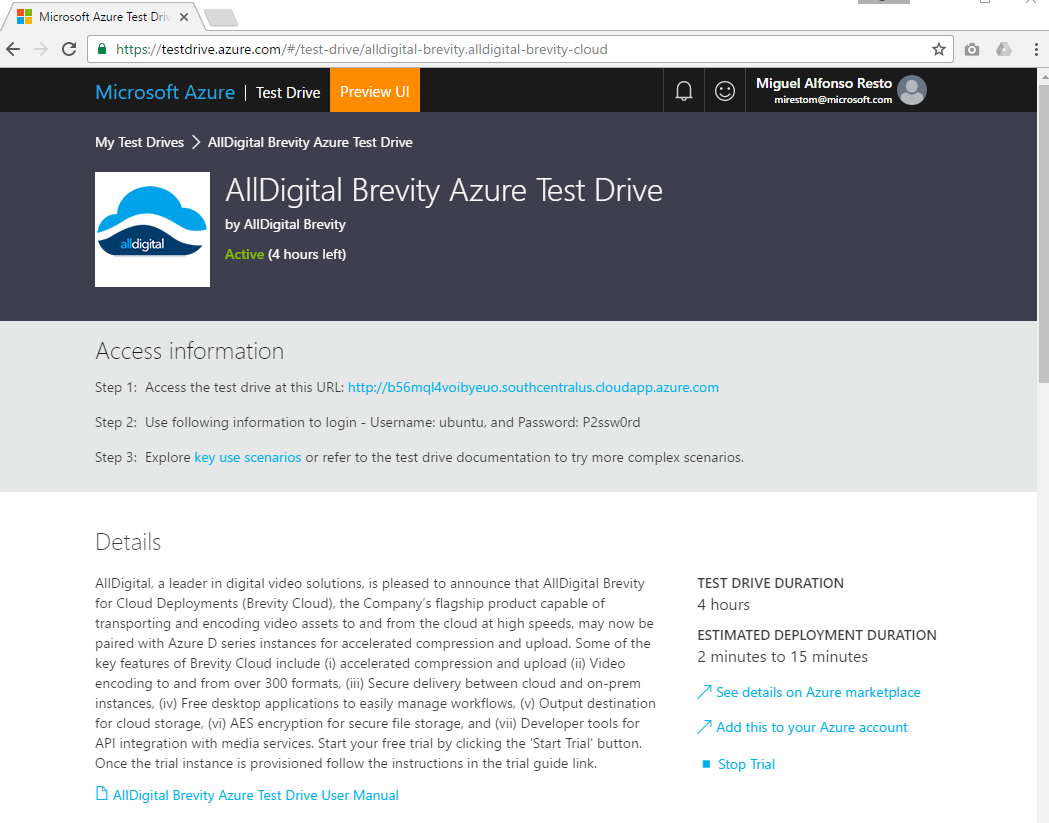 Microsoft Azure Test Driv
https://testdrive.azure.com/#/test-drive/alldigital-brevity.alldigital-brevity-cloud
Microsoft Azure | Test Drive
Preview UI
Miguel Alfonso Resto
mirestom@microsoft.com
My Test Drives > AllDigital Brevity Azure Test Drive
alldigital
AllDigital Brevity Azure Test Drive
by AllDigital Brevity
Active (4 hours left)
Access information
Step 1: Access the test drive at this URL: http://b56mql4voibyeuo.southcentralus.cloudapp.azure.com
Step 2: Use following information to login - Username: ubuntu, and Password: P2ssw0rd
Step 3: Explore key use scenarios or refer to the test drive documentation to try more complex scenarios.
Details
AllDigital, a leader in digital video solutions, is pleased to announce that AllDigital Brevity
for Cloud Deployments (Brevity Cloud), the Company's flagship product capable of
transporting and encoding video assets to and from the cloud at high speeds, may now be
paired with Azure D series instances for accelerated compression and upload. Some of the
key features of Brevity Cloud include (i) accelerated compression and upload (ii) Video
encoding to and from over 300 formats, (iii) Secure delivery between cloud and on-prem
instances, (iv) Free desktop applications to easily manage workflows, (v) Output destination
for cloud storage, (vi) AES encryption for secure file storage, and (vii) Developer tools for
API integration with media services. Start your free trial by clicking the 'Start Trial' button.
Once the trial instance is provisioned follow the instructions in the trial guide link.
AllDigital Brevity Azure Test Drive User Manual
TEST DRIVE DURATION
4 hours
ESTIMATED DEPLOYMENT DURATION
2 minutes to 15 minutes
See details on Azure marketplace
Add this to your Azure account
Stop Trial